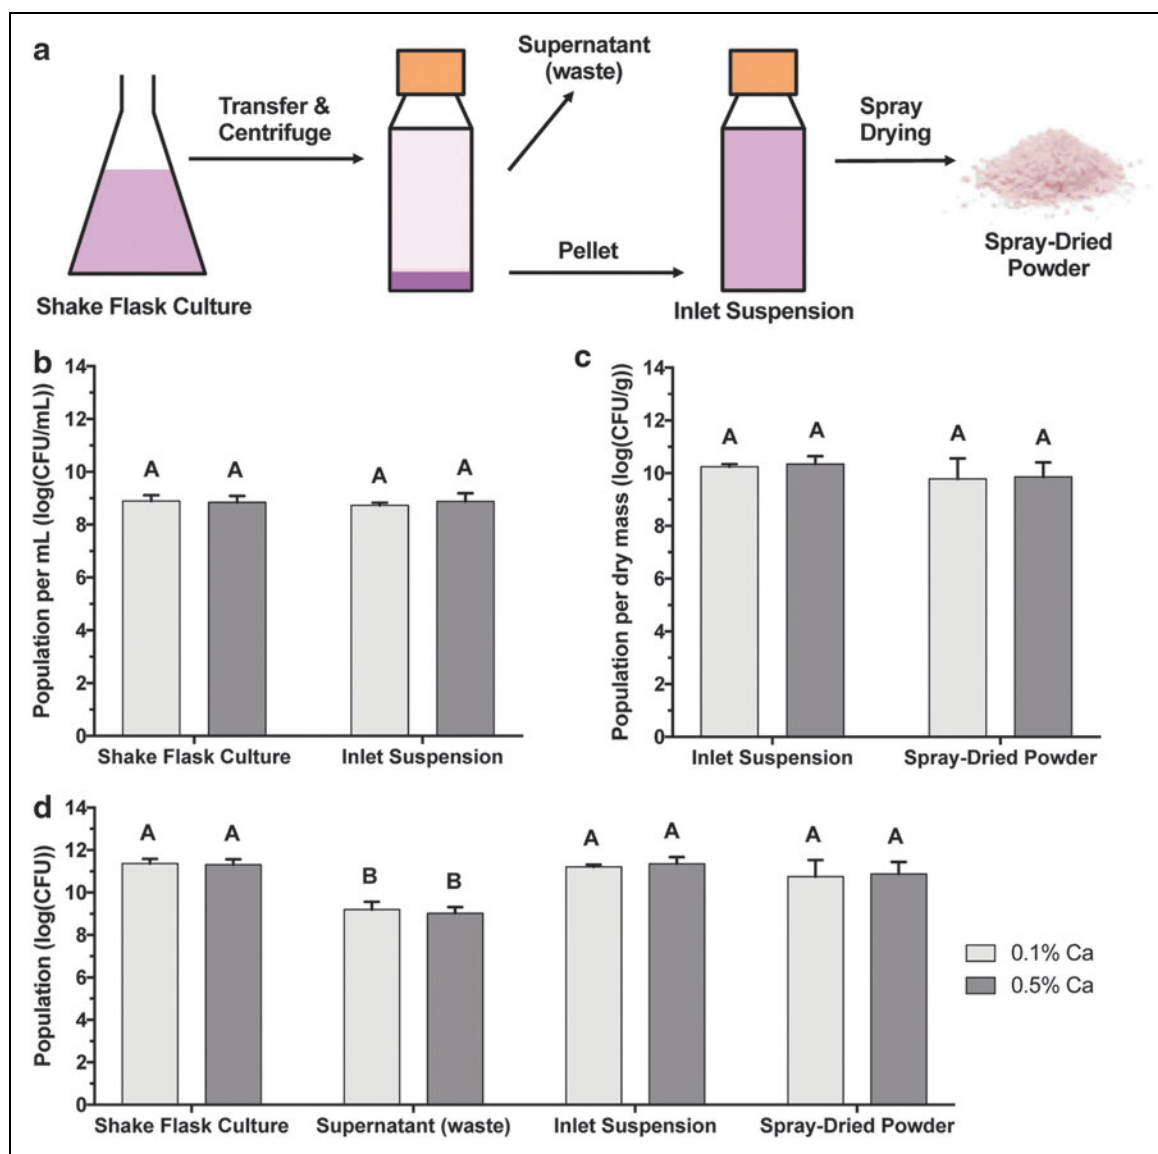 a
Transfer &
Centrifuge
Supernatant
(waste)
Pellet
Spray
Drying
Shake Flask Culture
Inlet Suspension
Spray-Dried
Powder
b
Population per mL (log(CFU/mL))
14
12
10
8
6
4
2
0
A
A
A
A
Shake Flask Culture
Inlet Suspension
c
Population per dry mass (log(CFU/g))
14
12
10
8
6
4
2
0
A
A
A
A
Inlet Suspension
Spray-Dried Powder
d
Population (log(CFU))
14
12
10
8
6
4
2
0
A
A
B
B
A
A
A
A
Shake Flask Culture
Supernatant (waste)
Inlet Suspension
Spray-Dried Powder
0.1% Ca
0.5% Ca